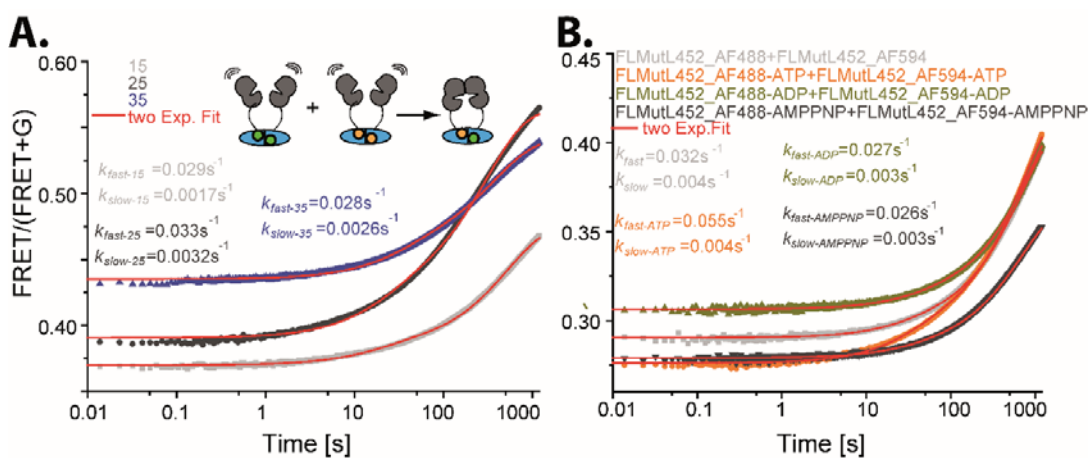 A.
15
25
35
two Exp. Fit
+
k_fast-15=0.029s^-1
k_slow-15=0.0017s^-1
k_fast-25=0.033s^-1
k_slow-25=0.0032s^-1
k_fast-35=0.028s^-1
k_slow-35=0.0026s^-1
FRET/(FRET+G)
0.60
0.50
0.40
0.01
0.1
1
10
100
1000
Time [s]
B.
FLMutL452_AF488+FLMutL452_AF594
FLMutL452_AF488-ATP+FLMutL452_AF594-ATP
FLMutL452_AF488-ADP+FLMutL452_AF594-ADP
FLMutL452_AF488-AMPPNP+FLMutL452_AF594-AMPPNP
two Exp.Fit
k_fast=0.032s^-1
k_slow=0.004s^-1
k_fast-ADP=0.027s^-1
k_slow-ADP=0.003s^-1
k_fast-ATP=0.055s^-1
k_slow-ATP=0.004s^-1
k_fast-AMPPNP=0.026s^-1
k_slow-AMPPNP=0.003s^-1
0.45
0.35
0.30
0.01
0.1
1
10
100
1000
Time [s]